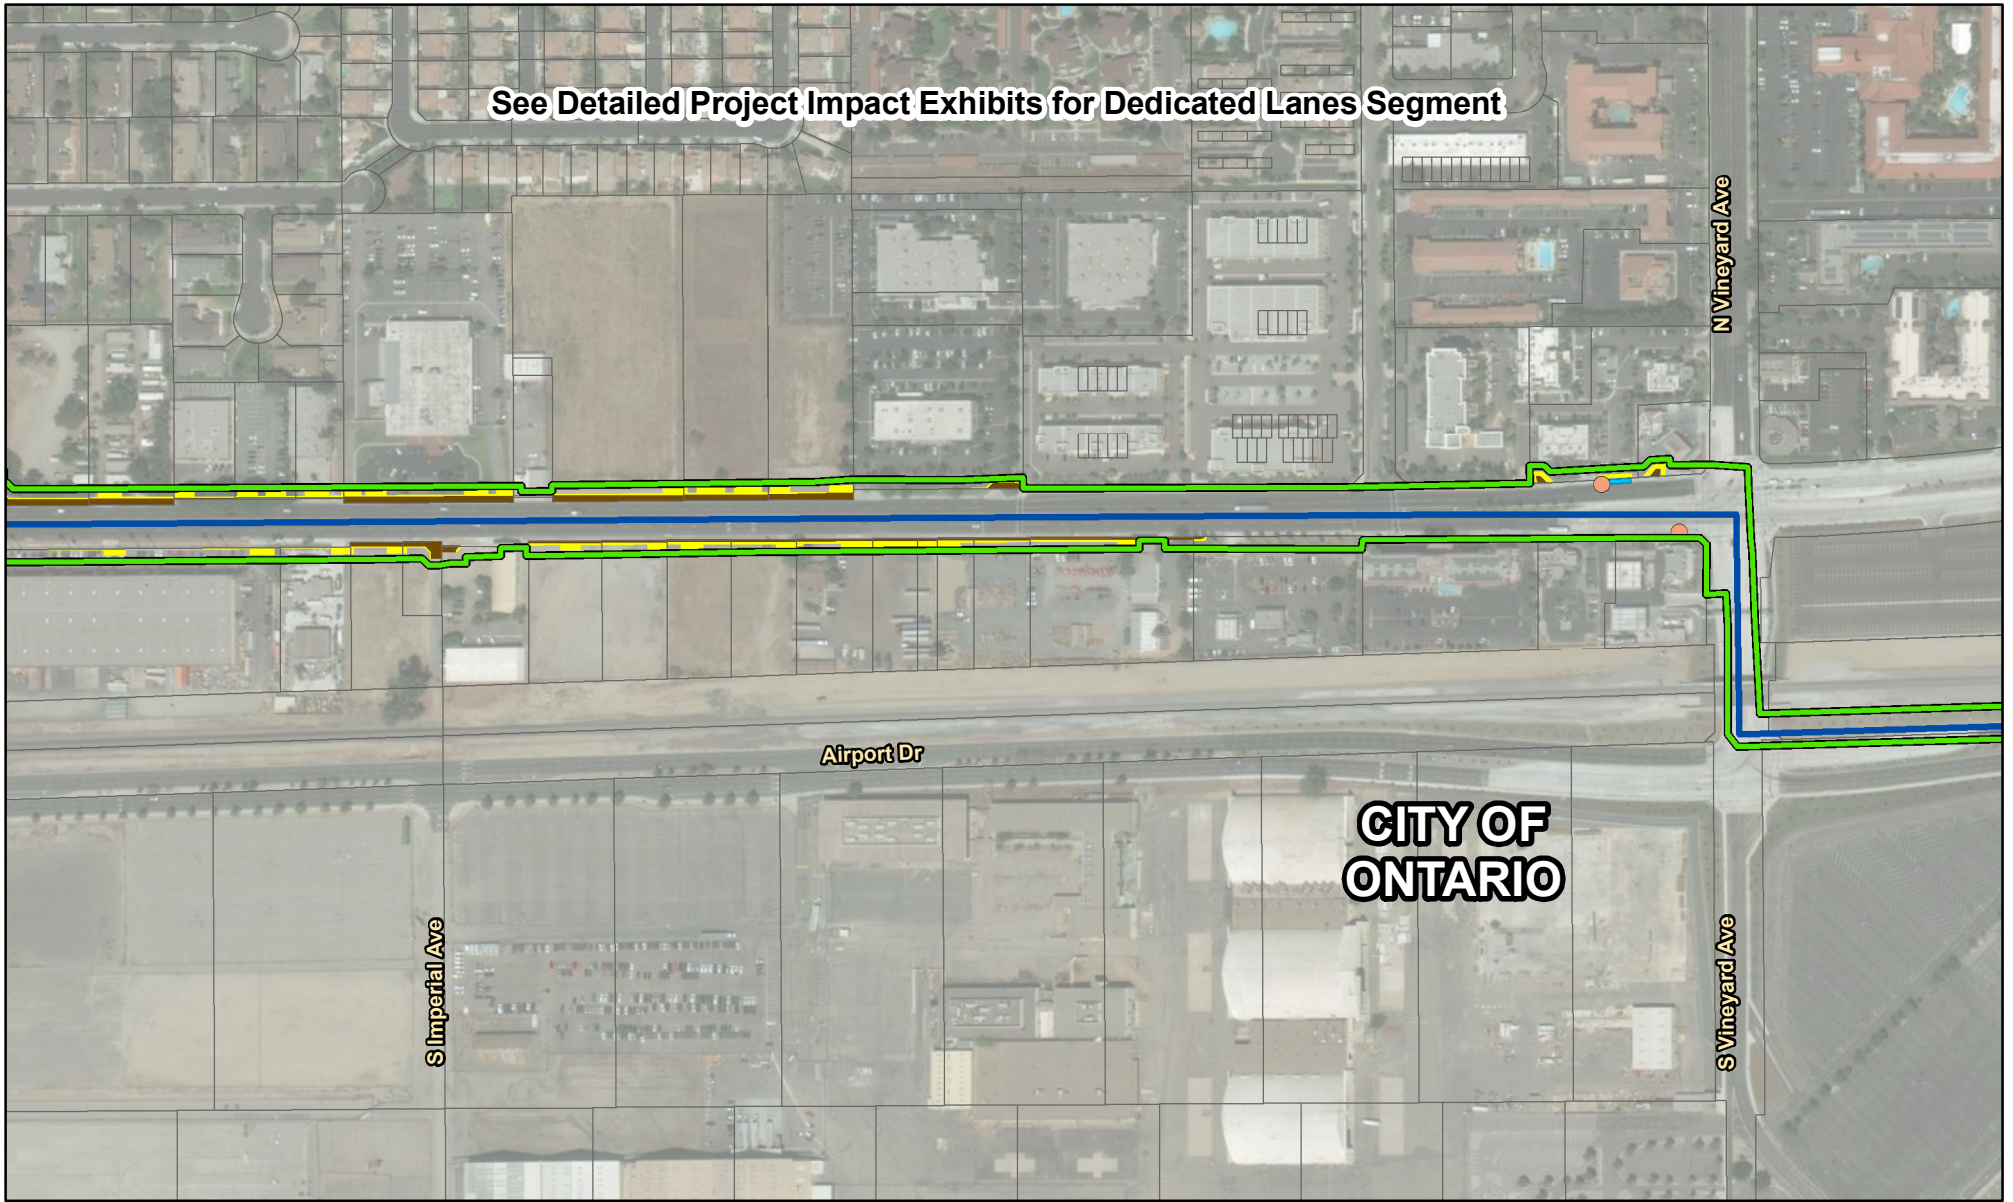 See Detailed Project Impact Exhibits for Dedicated Lanes Segment
N Vineyard Ave
Airport Dr
CITY OF
ONTARIO
S Imperial Ave
S Vineyard Ave